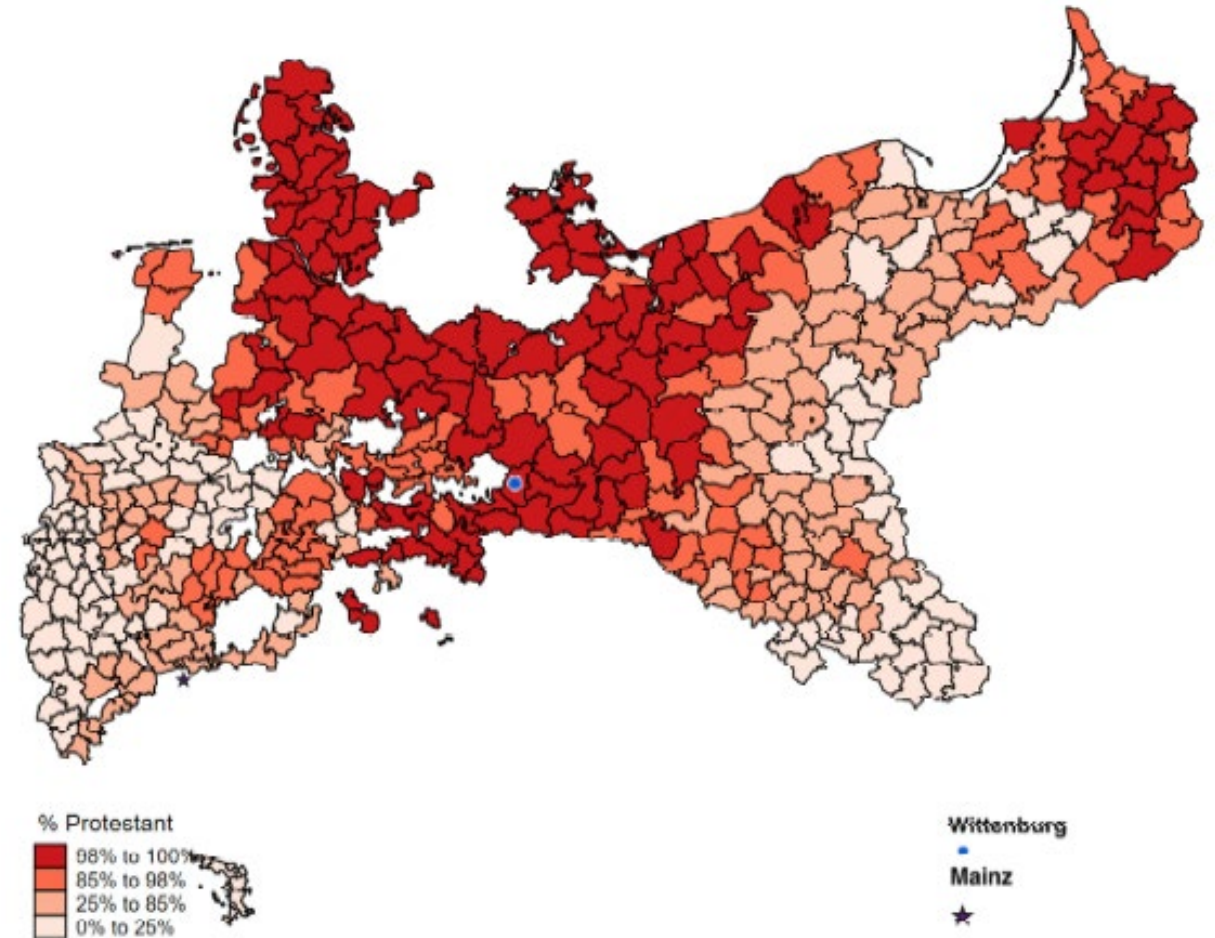 % Protestant
98% to 100%
85% to 98%
25% to 85%
0% to 25%
Wittenburg
Mainz